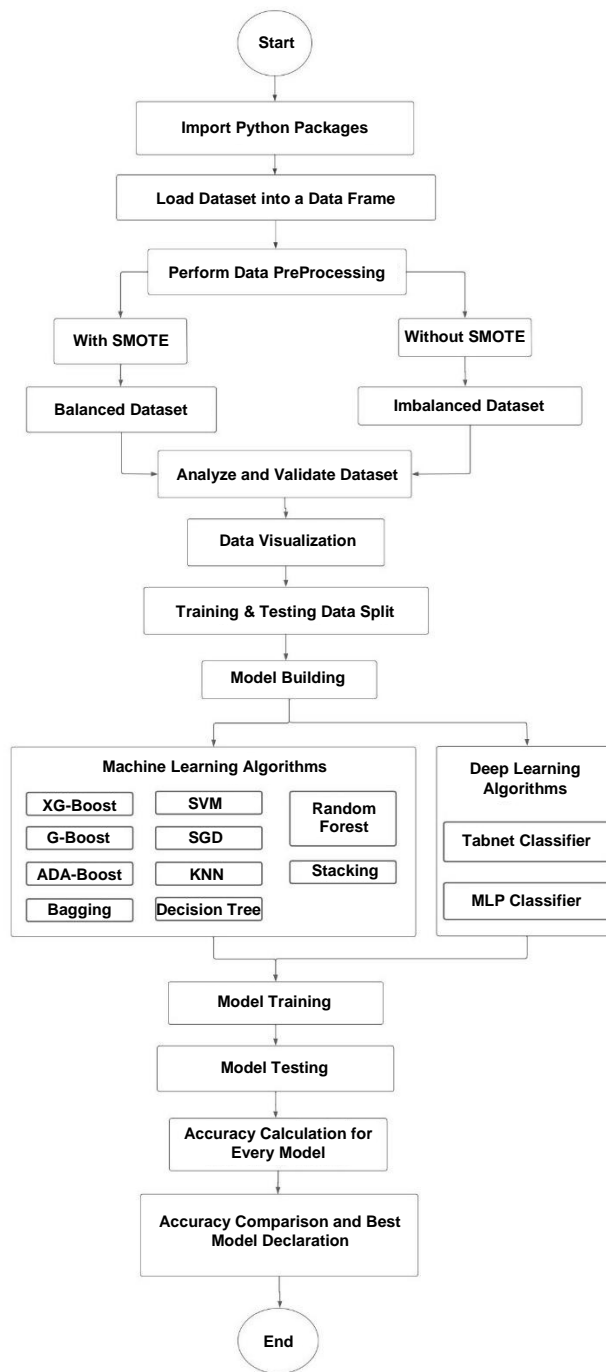 Start
Import Python Packages
Load Dataset into a Data Frame
Perform Data PreProcessing
With SMOTE
Without SMOTE
Balanced Dataset
Imbalanced Dataset
Analyze and Validate Dataset
Data Visualization
Training & Testing Data Split
Model Building
Machine Learning Algorithms
XG-Boost
G-Boost
ADA-Boost
Bagging
SVM
SGD
KNN
Decision Tree
Random
Forest
Stacking
Deep Learning
Algorithms
Tabnet Classifier
MLP Classifier
Model Training
Model Testing
Accuracy Calculation for
Every Model
Accuracy Comparison and Best
Model Declaration
End